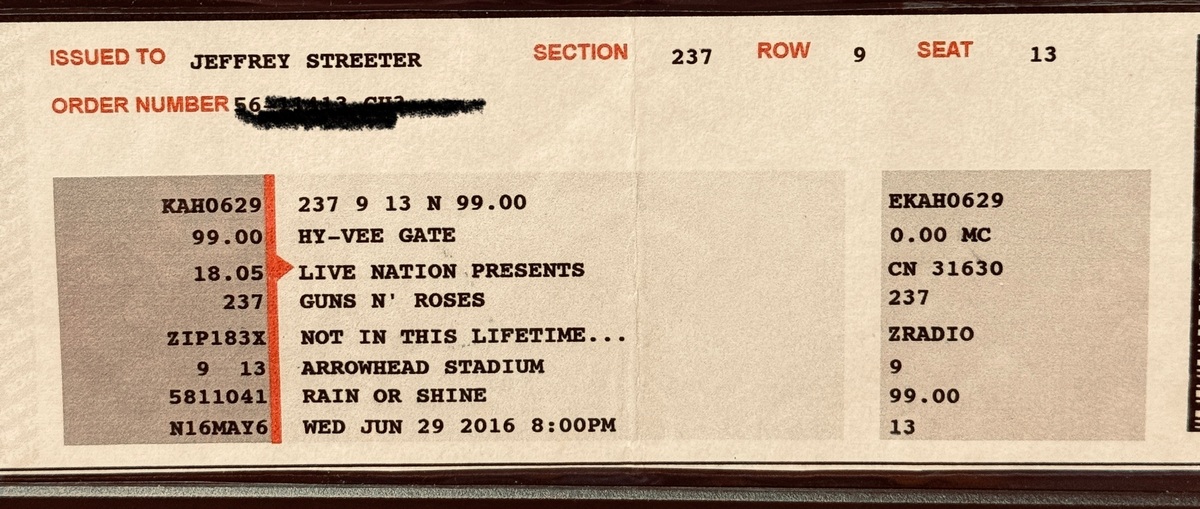 ISSUED TO JEFFREY STREETER SECTION 237 ROW 9 SEAT 13
ORDER NUMBER 56
KAH0629 237 9 13 N 99.00 EKAH0629
99.00 HY-VEE GATE 0.00 MC
18.05 LIVE NATION PRESENTS CN 31630
237 GUNS N' ROSES 237
ZIP183X NOT IN THIS LIFETIME... ZRADIO
9 13 ARROWHEAD STADIUM 9
5811041 RAIN OR SHINE 99.00
N16MAY6 WED JUN 29 2016 8:00PM 13